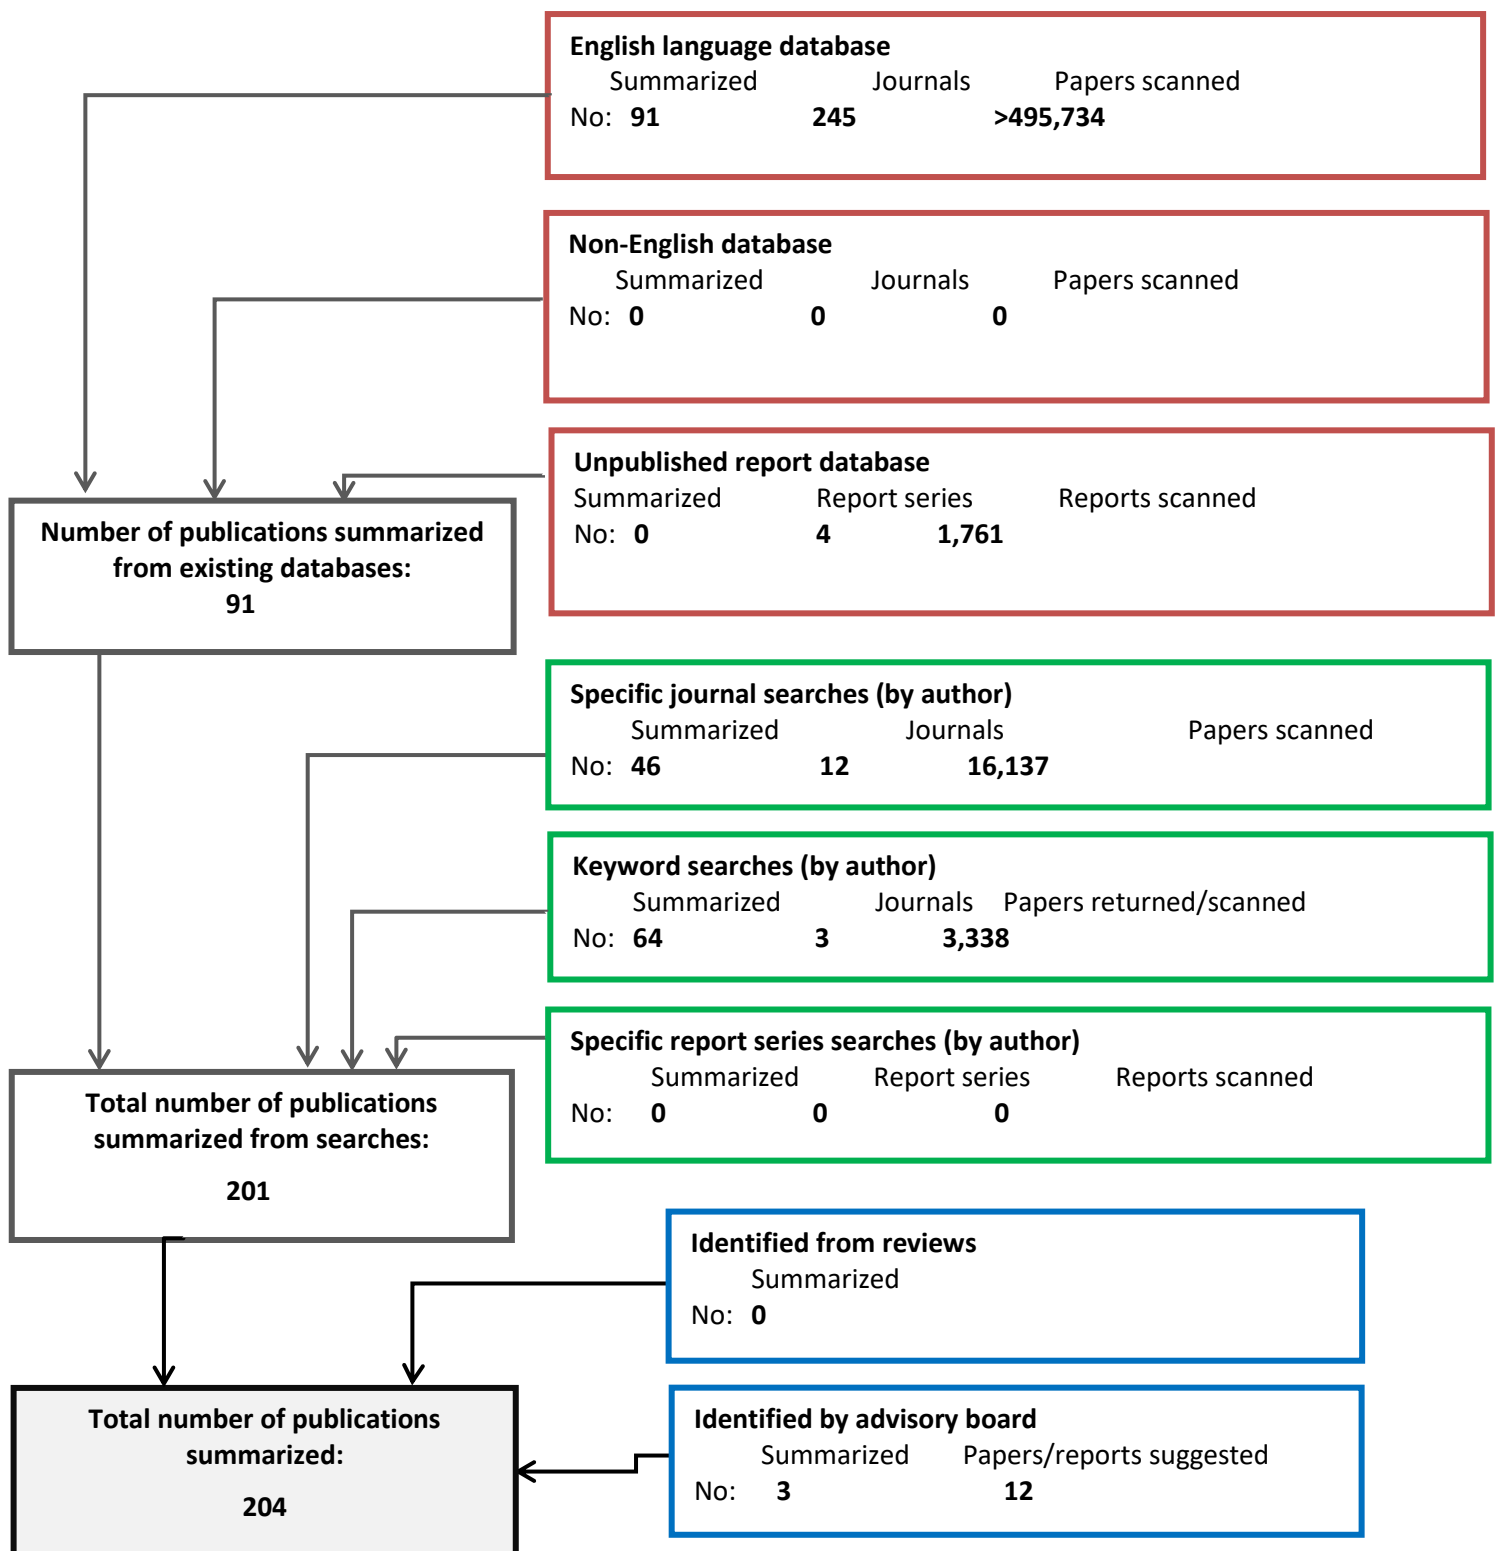 English language database
Summarized Journals Papers scanned
No: 91 245 >495,734
Non-English database
Summarized Journals Papers scanned
No: 0 0 0
Unpublished report database
Summarized Report series Reports scanned
No: 0 4 1,761
Number of publications summarized
from existing databases:
91
Specific journal searches (by author)
Summarized Journals Papers scanned
No: 46 12 16,137
Keyword searches (by author)
Summarized Journals Papers returned/scanned
No: 64 3 3,338
Specific report series searches (by author)
Summarized Report series Reports scanned
No: 0 0 0
Total number of publications
summarized from searches:
201
Identified from reviews
Summarized
No: 0
Total number of publications
summarized:
204
Identified by advisory board
Summarized Papers/reports suggested
No: 3 12